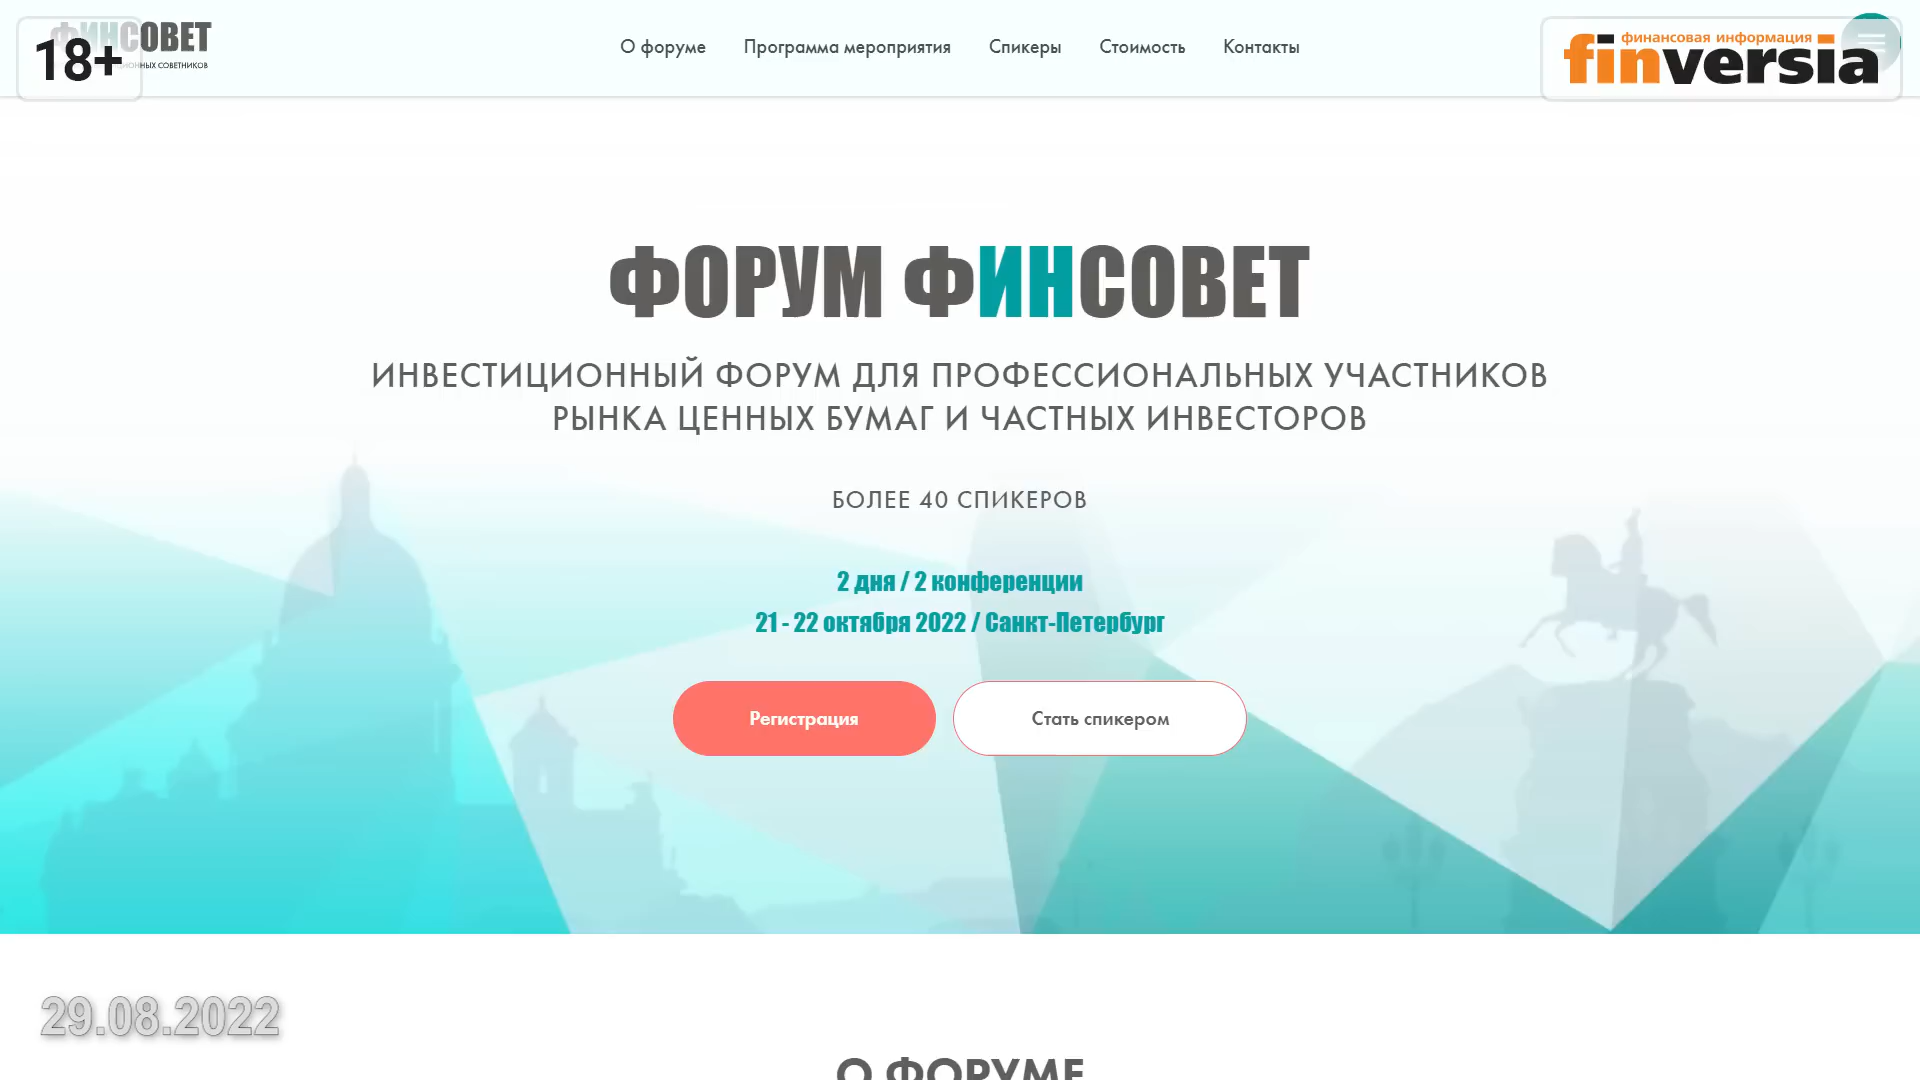 ФИНСОВЕТ
18+
О форуме
Программа мероприятия
Спикеры
Стоимость
Контакты
финансовая информация
finversia
ФОРУМ ФИНСОВЕТ
ИНВЕСТИЦИОННЫЙ ФОРУМ ДЛЯ ПРОФЕССИОНАЛЬНЫХ УЧАСТНИКОВ
РЫНКА ЦЕННЫХ БУМАГ И ЧАСТНЫХ ИНВЕСТОРОВ
БОЛЕЕ 40 СПИКЕРОВ
2 дня / 2 конференции
21 - 22 октября 2022 / Санкт-Петербург
Регистрация
Стать спикером
29.08.2022
О ФОРУМЕ